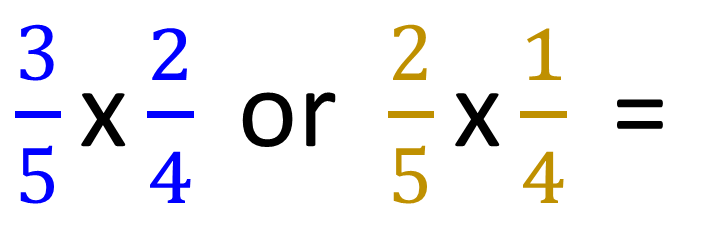 3/5 x 2/4 or 2/5 x 1/4 =